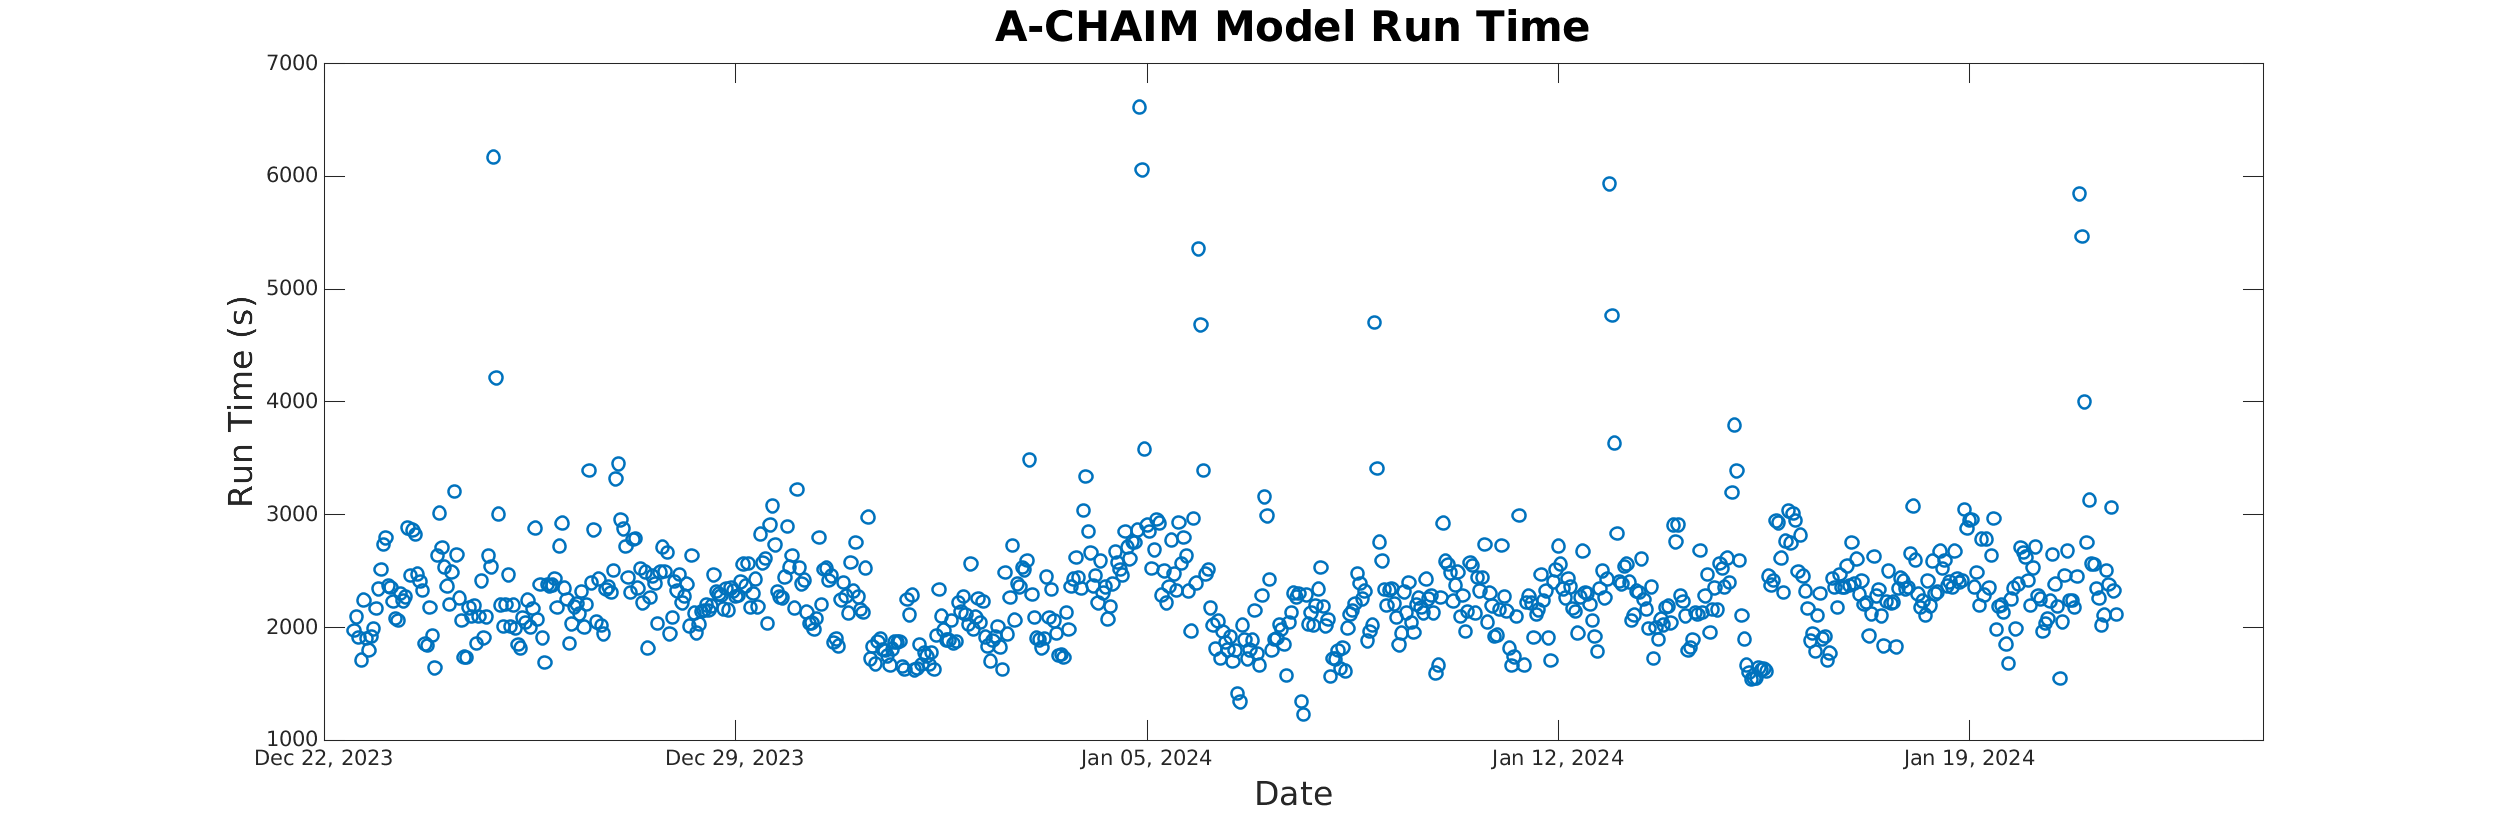 A-CHAIM Model Run Time
7000
6000
5000
4000
3000
2000
1000
Run Time (s)
Dec 22, 2023 Dec 29, 2023 Jan 05, 2024 Jan 12, 2024 Jan 19, 2024
Date